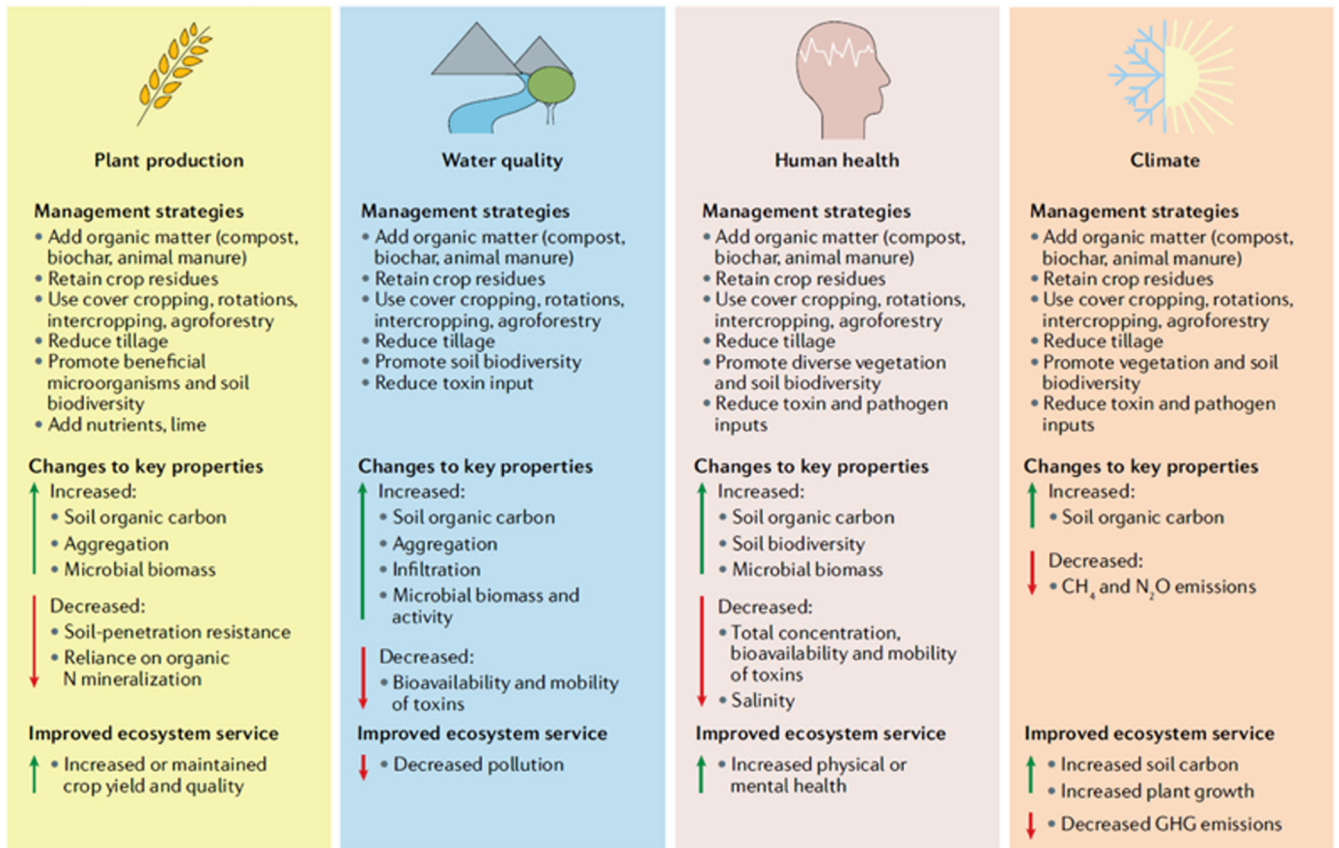 Plant production
Management strategies
• Add organic matter (compost,
biochar, animal manure)
• Retain crop residues
• Use cover cropping, rotations,
intercropping, agroforestry
• Reduce tillage
• Promote beneficial
microorganisms and soil
biodiversity
• Add nutrients, lime
Changes to key properties
Increased:
• Soil organic carbon
• Aggregation
• Microbial biomass
Decreased:
• Soil-penetration resistance
• Reliance on organic
N mineralization
Improved ecosystem service
• Increased or maintained
crop yield and quality
Water quality
Management strategies
• Add organic matter (compost,
biochar, animal manure)
• Retain crop residues
• Use cover cropping, rotations,
intercropping, agroforestry
• Reduce tillage
• Promote soil biodiversity
• Reduce toxin input
Changes to key properties
Increased:
• Soil organic carbon
• Aggregation
• Infiltration
• Microbial biomass and
activity
Decreased:
• Bioavailability and mobility
of toxins
Improved ecosystem service
• Decreased pollution
Human health
Management strategies
• Add organic matter (compost,
biochar, animal manure)
• Retain crop residues
• Use cover cropping, rotations,
intercropping, agroforestry
• Reduce tillage
• Promote diverse vegetation
and soil biodiversity
• Reduce toxin and pathogen
inputs
Changes to key properties
Increased:
• Soil organic carbon
• Soil biodiversity
• Microbial biomass
Decreased:
• Total concentration,
bioavailability and mobility
of toxins
• Salinity
Improved ecosystem service
• Increased physical or
mental health
Climate
Management strategies
• Add organic matter (compost,
biochar, animal manure)
• Retain crop residues
• Use cover cropping, rotations,
intercropping, agroforestry
• Reduce tillage
• Promote vegetation and soil
biodiversity
• Reduce toxin and pathogen
inputs
Changes to key properties
Increased:
• Soil organic carbon
Decreased:
• CH₄ and N₂O emissions
Improved ecosystem service
• Increased soil carbon
• Increased plant growth
• Decreased GHG emissions